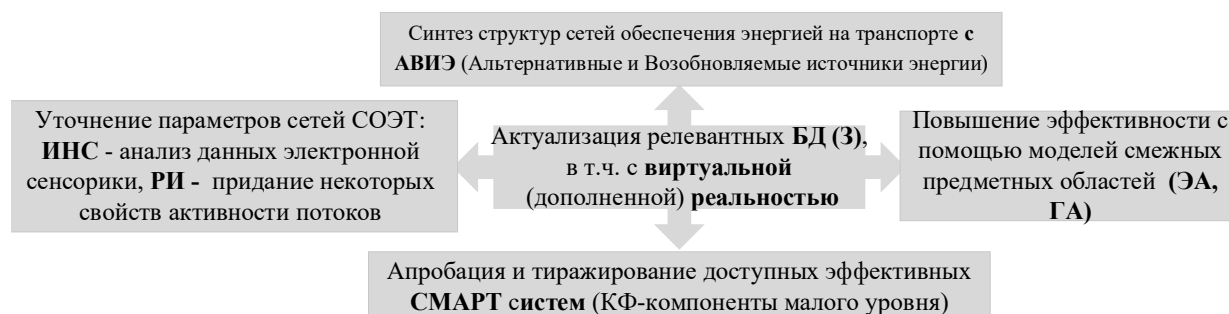 Синтез структур сетей обеспечения энергией на транспорте с
АВИЭ (Альтернативные и Возобновляемые источники энергии)
Уточнение параметров сетей СОЭТ:
ИНС - анализ данных электронной
сенсорики, РИ - придание некоторых
свойств активности потоков
Актуализация релевантных БД (З),
в т.ч. с виртуальной
(дополненной) реальностью
Повышение эффективности с
помощью моделей смежных
предметных областей (ЭА,
ГА)
Апробация и тиражирование доступных эффективных
СМАРТ систем (КФ-компоненты малого уровня)